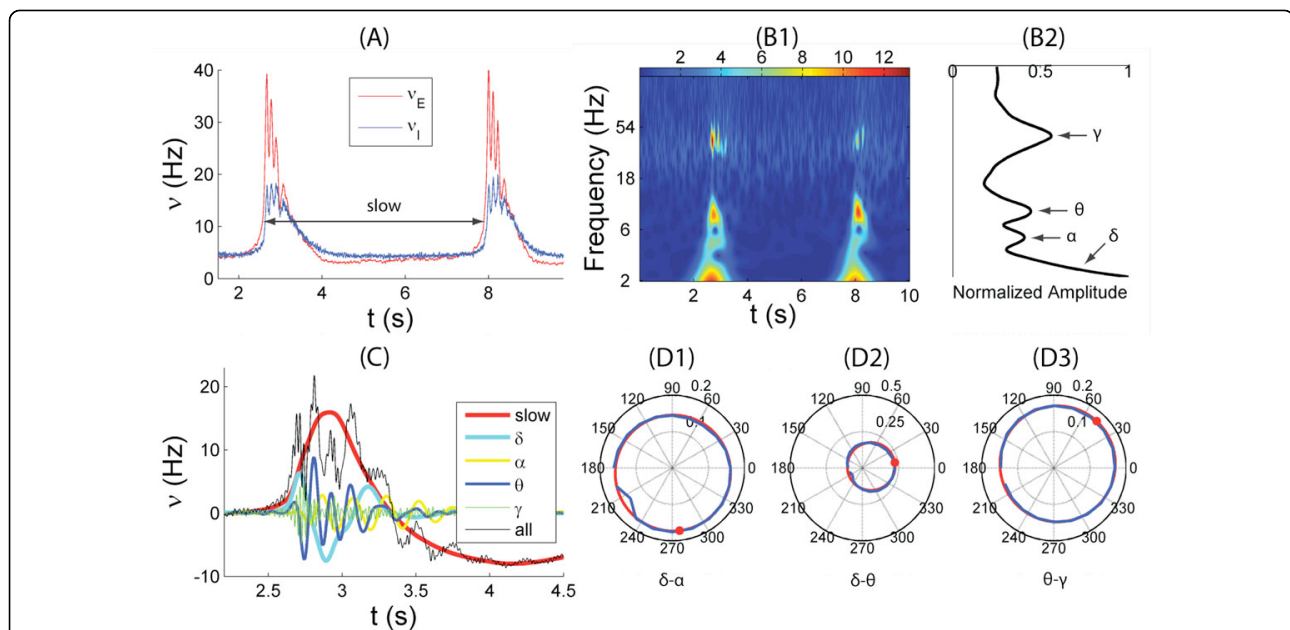 (A)
40
30
20
10
0
ν (Hz)
ν_E
ν_I
slow
2
4
6
8
t (s)
(B1)
2 4 6 8 10 12
Frequency (Hz)
54
18
6
2
2 4 6 8 10
t (s)
(B2)
0 0.5 1
γ
θ
α
δ
Normalized Amplitude
(C)
20
10
0
-10
ν (Hz)
slow
δ
α
θ
γ
all
2.5 3 3.5 4 4.5
t (s)
(D1)
90 0.2
120 60
0.1
150 30
180 0
210 330
240 300
270
δ-α
(D2)
90 0.5
120 60
0.25
150 30
180 0
210 330
240 300
270
δ-θ
(D3)
90 0.2
120 60
0.1
150 30
180 0
210 330
240 300
270
θ-γ